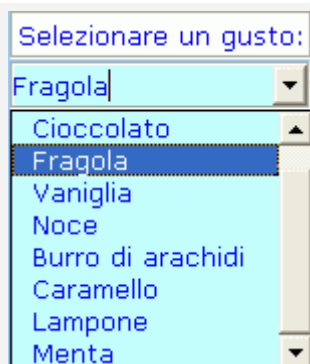 Selezionare un gusto:
Fragola
Cioccolato
Fragola
Vaniglia
Noce
Burro di arachidi
Caramello
Lampone
Menta